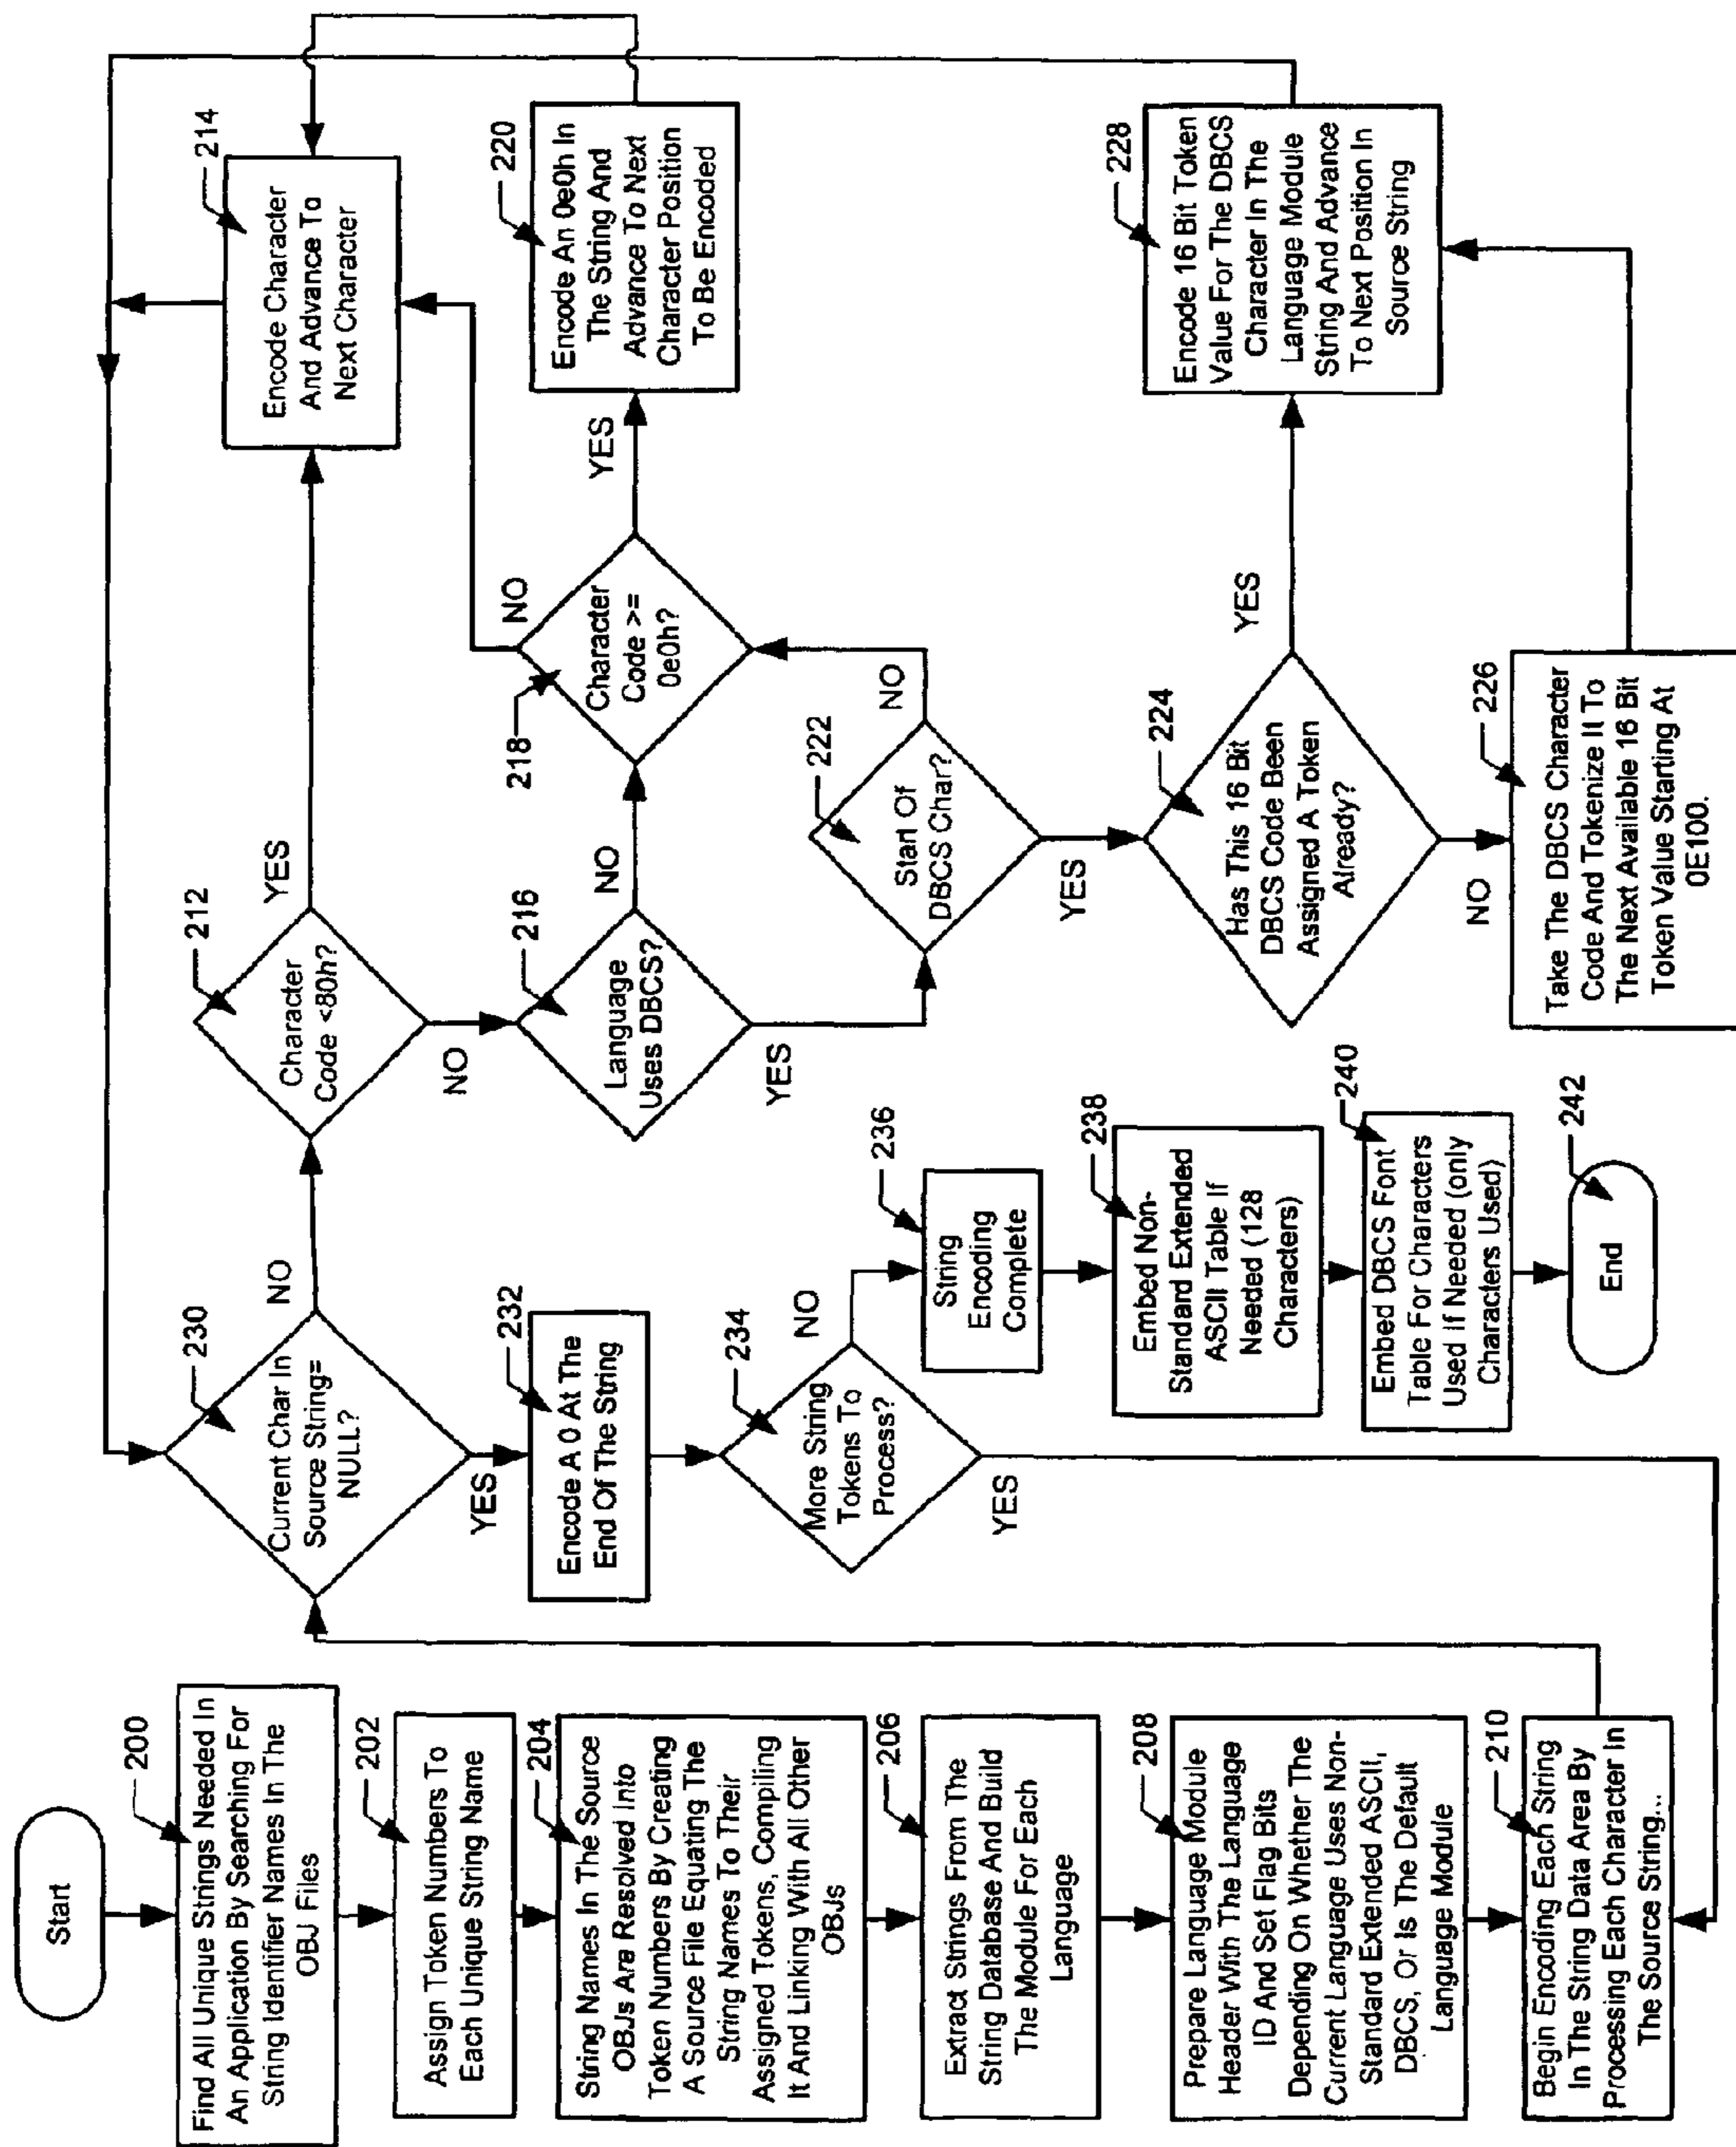 Start
200
Find All Unique Strings Needed In
An Application By Searching For
String Identifier Names In The
OBJ Files
202
Assign Token Numbers To
Each Unique String Name
204
String Names In The Source
OBJs Are Resolved Into
Token Numbers By Creating
A Source File Equating The
String Names To Their
Assigned Tokens, Compiling
It And Linking With All Other
OBJs
206
Extract Strings From The
String Database And Build
The Module For Each
Language
208
Prepare Language Module
Header With The Language
ID And Set Flag Bits
Depending On Whether The
Current Language Uses Non-
Standard Extended ASCII,
DBCS, Or Is The Default
Language Module
210
Begin Encoding Each String
In The String Data Area By
Processing Each Character In
The Source String...
230
Current Char In
Source String=
NULL?
NO
YES
232
Encode A 0 At The
End Of The String
234
More String
Tokens To
Process?
NO
YES
236
String
Encoding
Complete
238
Embed Non-
Standard Extended
ASCII Table If
Needed (128
Characters)
240
Embed DBCS Font
Table For Characters
Used If Needed (only
Characters Used)
242
End
212
Character
Code <80h?
YES
NO
214
Encode Character
And Advance To
Next Character
216
Language
Uses DBCS?
NO
YES
218
Character
Code >=
0e0h?
NO
YES
220
Encode An 0e0h In
The String And
Advance To Next
Character Position
To Be Encoded
222
Start Of
DBCS Char?
NO
YES
224
Has This 16 Bit
DBCS Code Been
Assigned A Token
Already?
YES
NO
226
Take The DBCS Character
Code And Tokenize It To
The Next Available 16 Bit
Token Value Starting At
0E100.
228
Encode 16 Bit Token
Value For The DBCS
Character In The
Language Module
String And Advance
To Next Position In
Source String